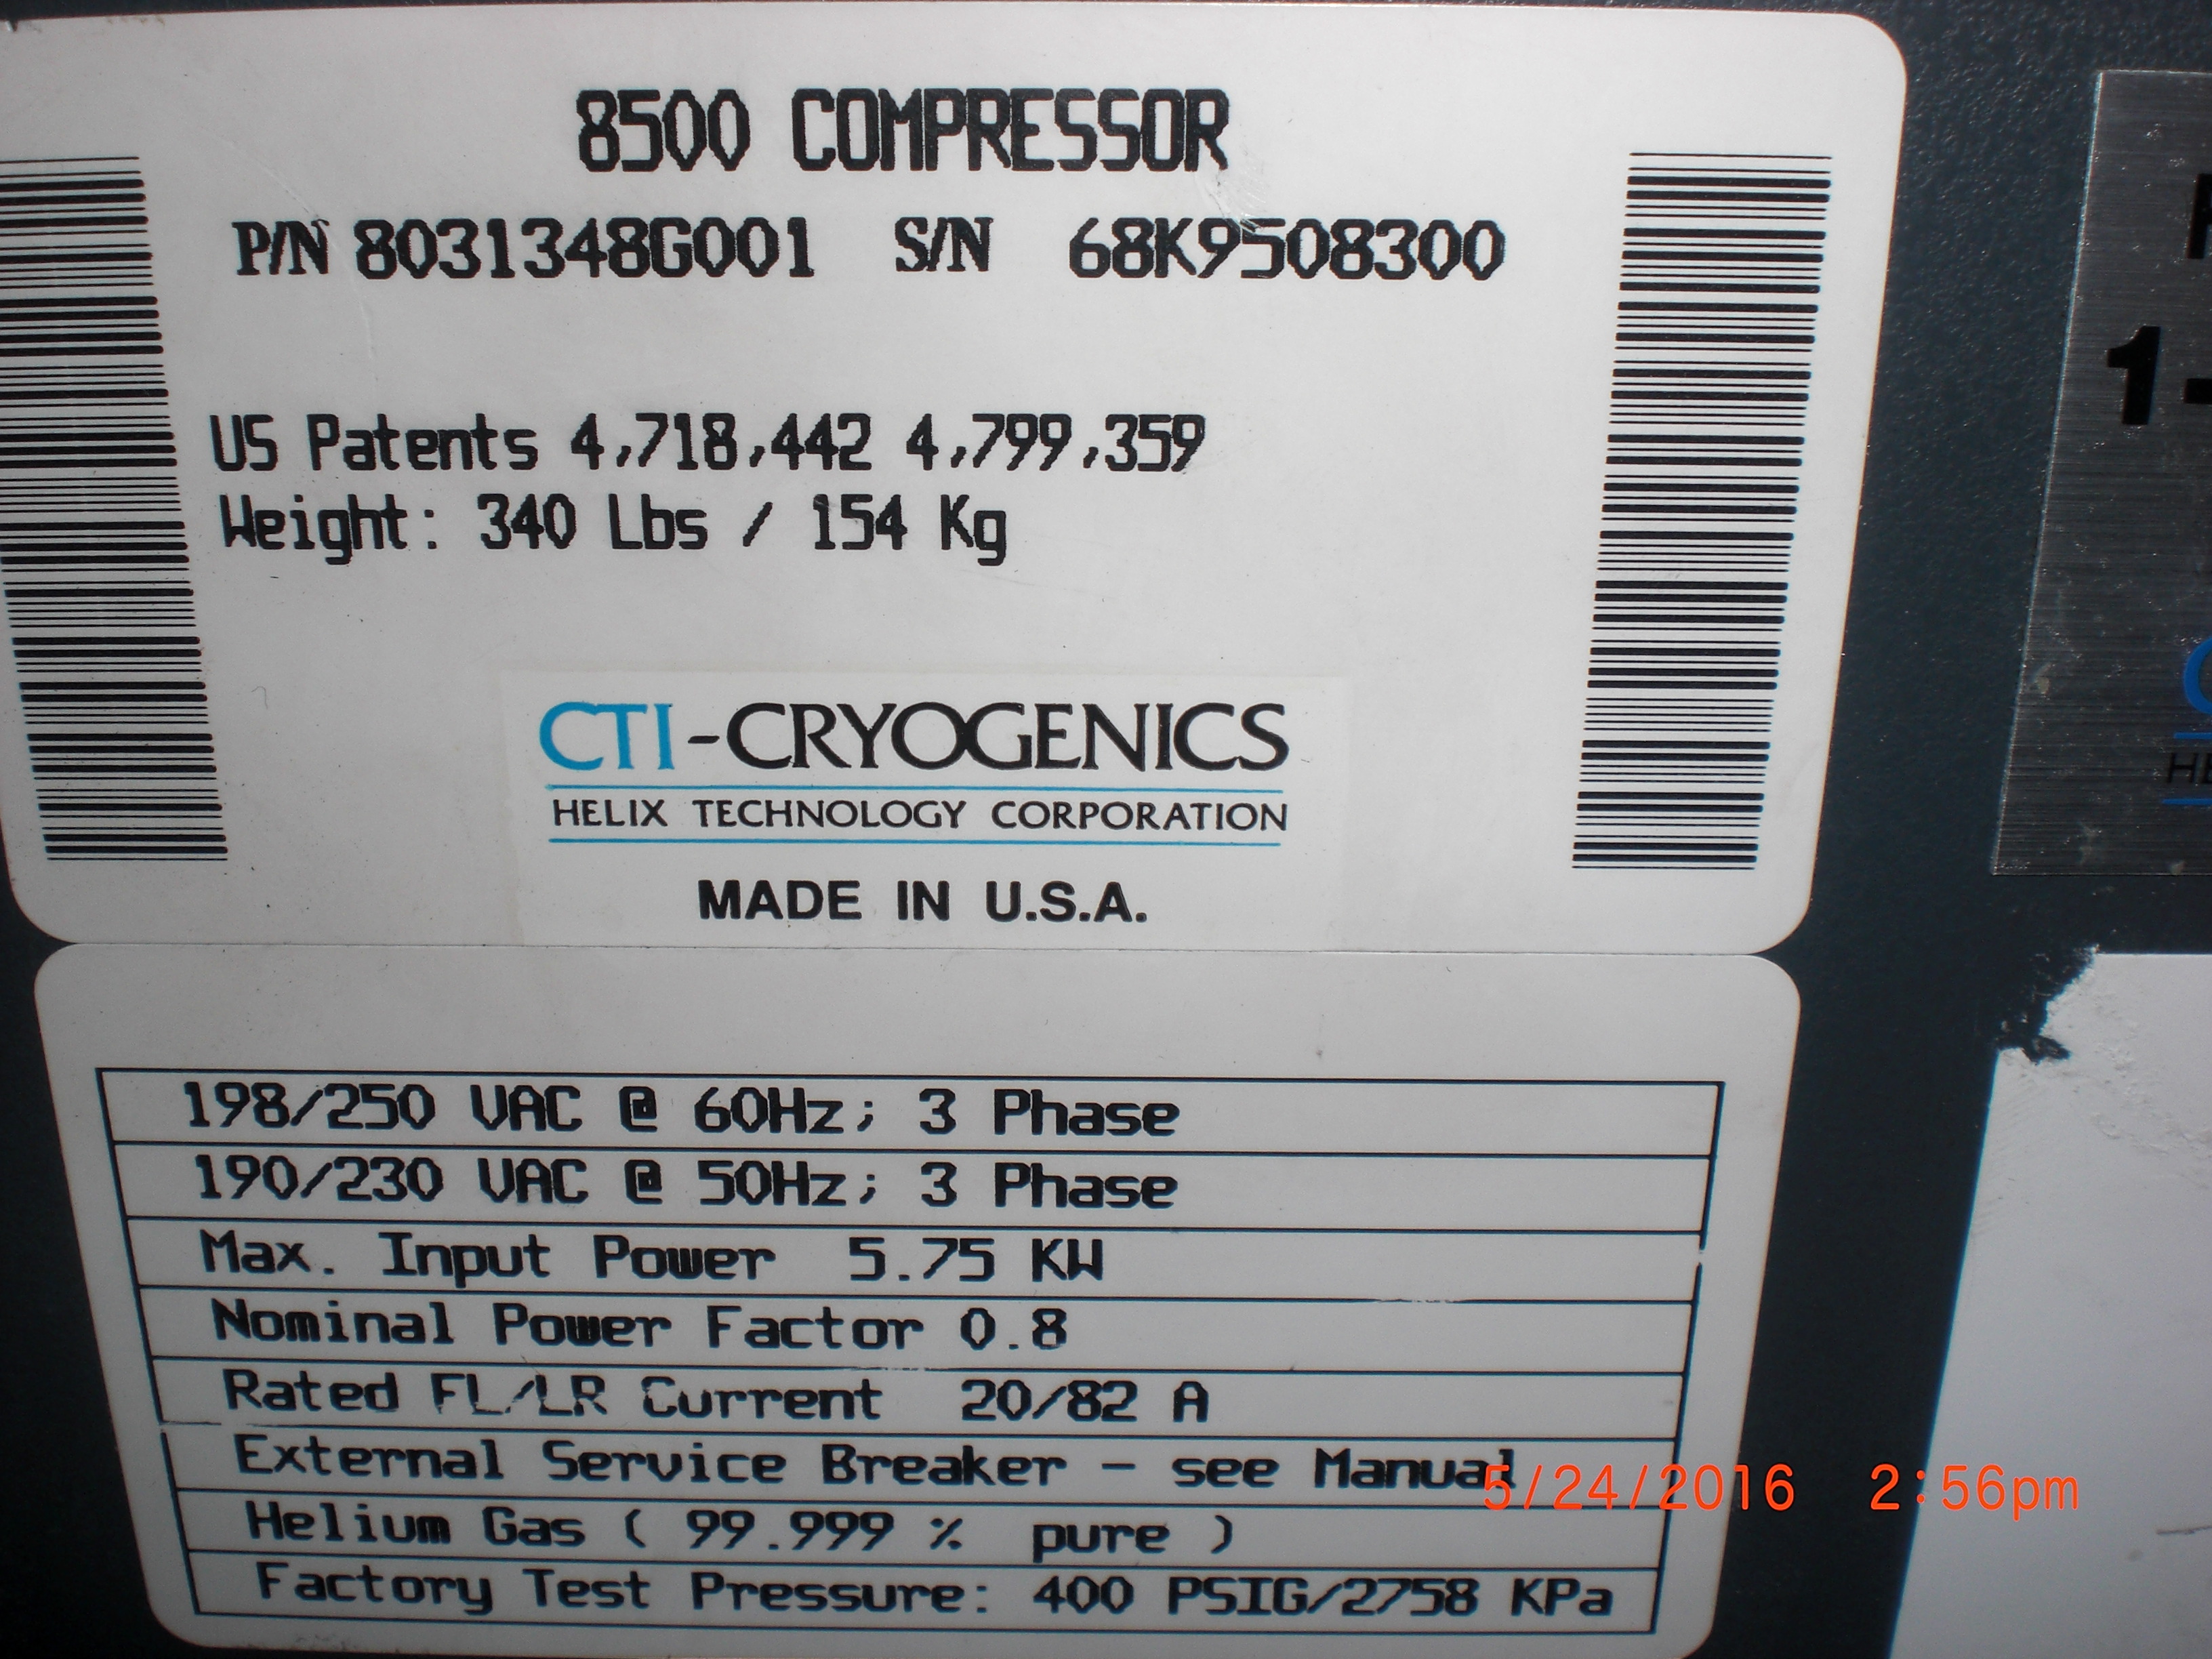 8500 COMPRESSOR
P/N 8031348G001 S/N 68K9508300
US Patents 4,718,442 4,799,359
Weight: 340 Lbs / 154 Kg
CTI-CRYOGENICS
HELIX TECHNOLOGY CORPORATION
MADE IN U.S.A.
198/250 VAC @ 60Hz; 3 Phase
190/230 VAC @ 50Hz; 3 Phase
Max. Input Power 5.75 KW
Nominal Power Factor 0.8
Rated FL/LR Current 20/82 A
External Service Breaker - see Manual
Helium Gas ( 99.999 % pure )
Factory Test Pressure: 400 PSIG/2758 KPa
5/24/2016 2:56pm
1-